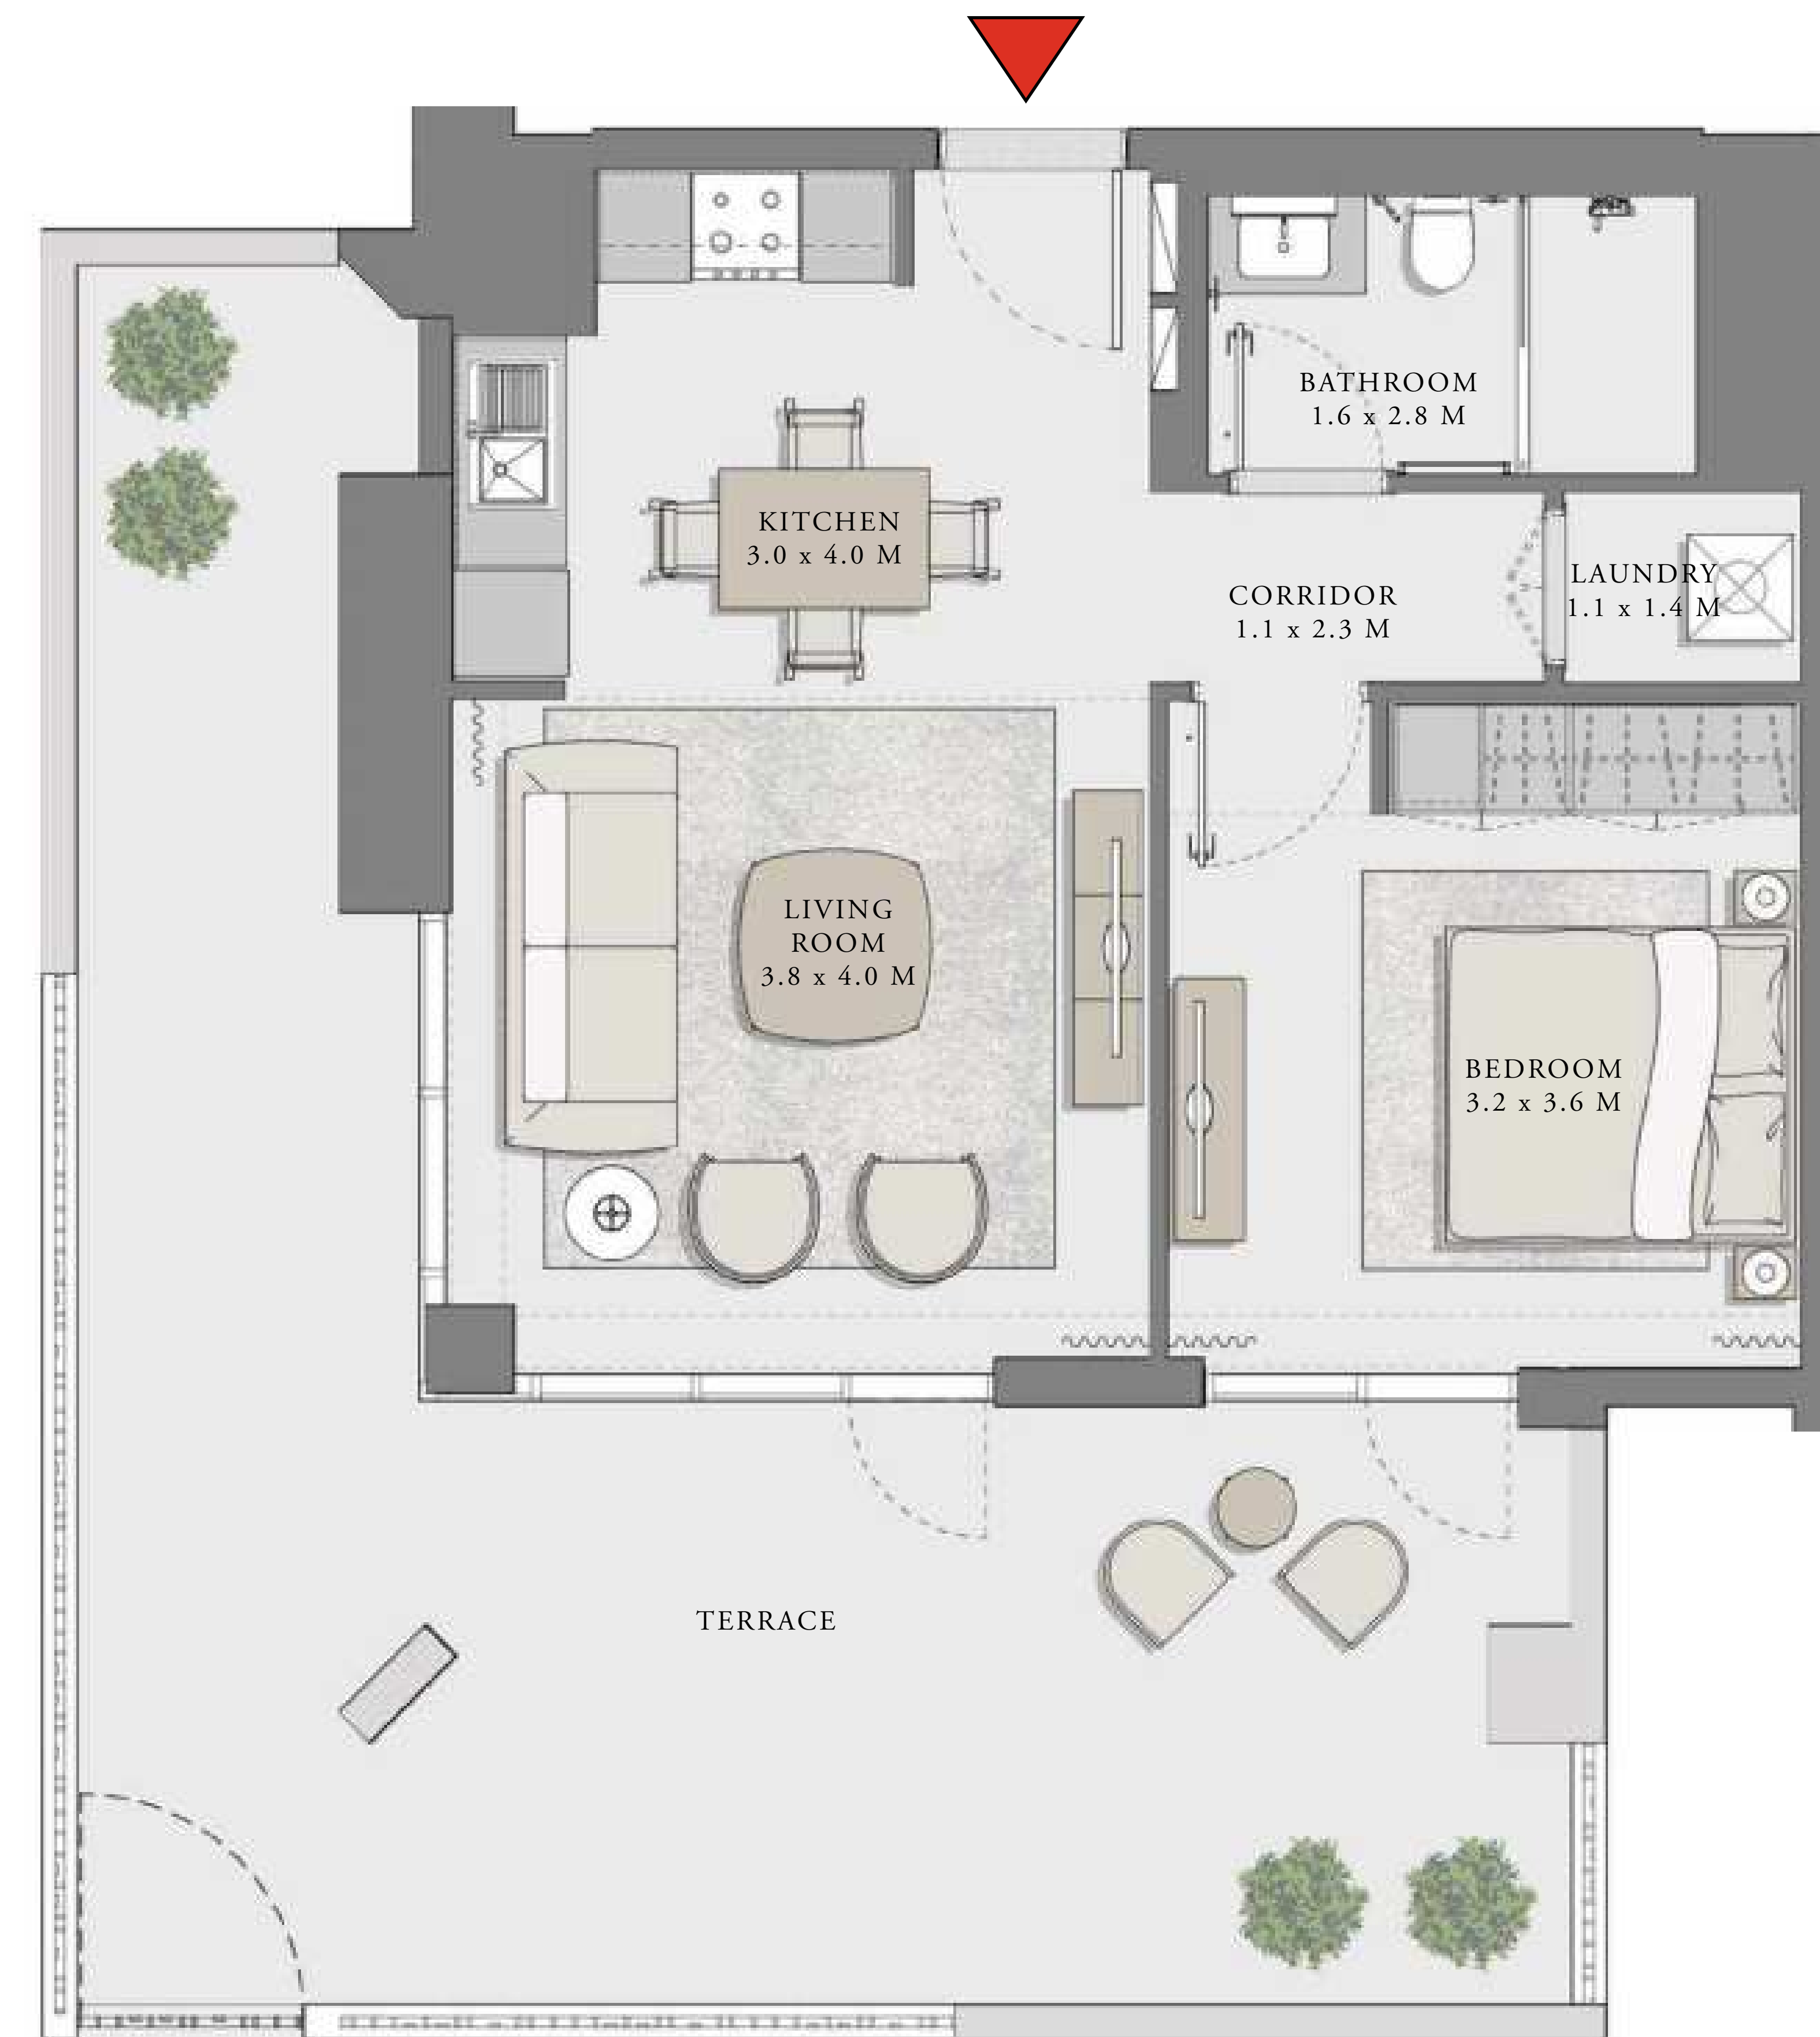 BATHROOM
1.6 x 2.8 M
KITCHEN
3.0 x 4.0 M
CORRIDOR
1.1 x 2.3 M
LAUNDRY
1.1 x 1.4 M
LIVING
ROOM
3.8 x 4.0 M
BEDROOM
3.2 x 3.6 M
TERRACE